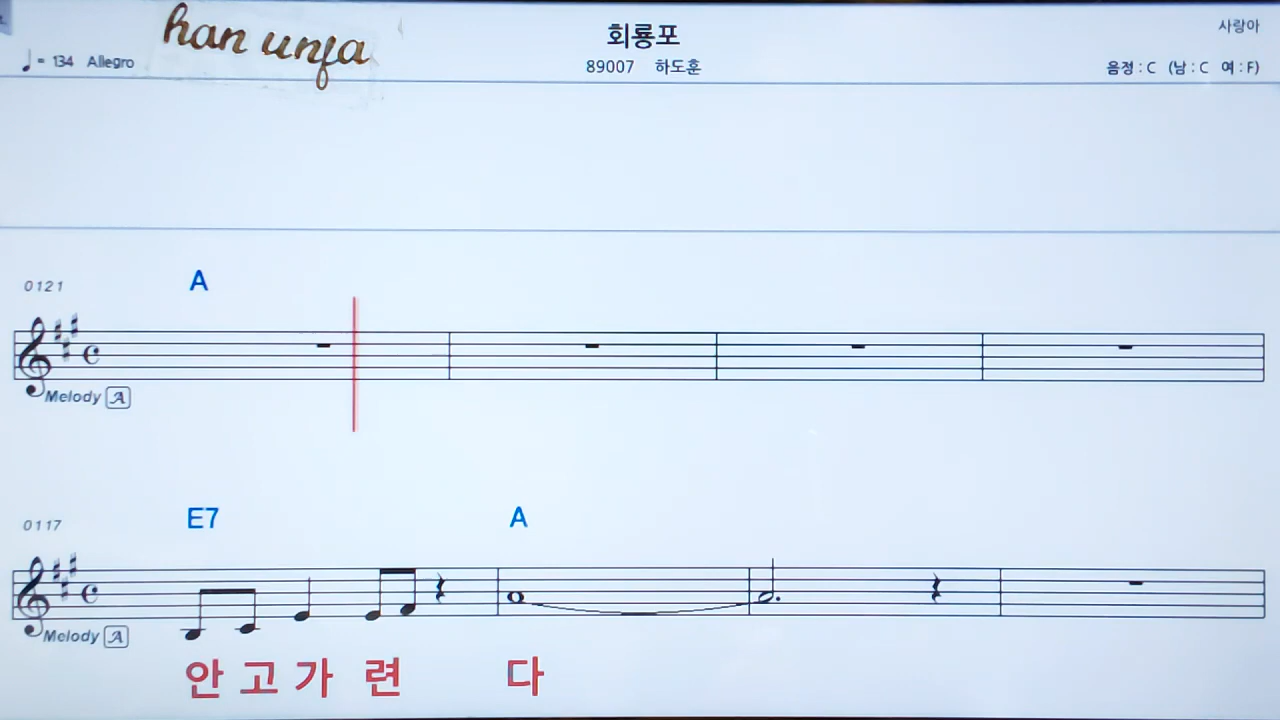 ♩ = 134 Allegro
han unfa
회룡포
89007 하도훈
사랑아
음정 : C (남 : C 여 : F)
0121
A
Melody A
0117
E7 A
Melody A
안 고 가 련 다